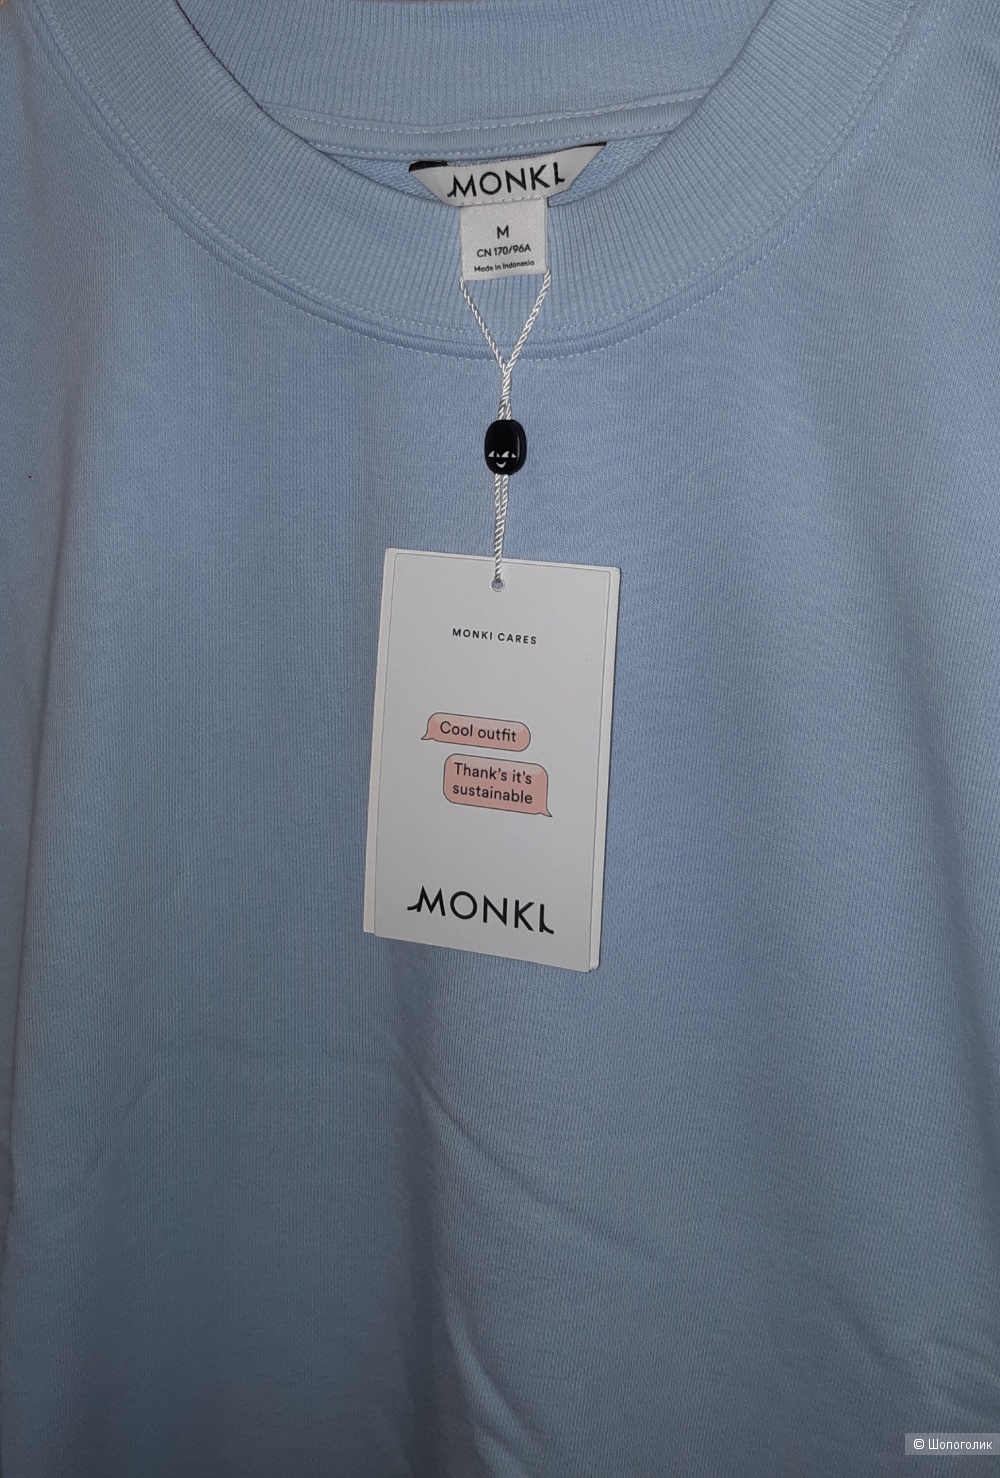 MONKI
M
CN 170/96A
Made in Indonesia
MONKI CARES
Cool outfit
Thank's it's
sustainable
MONKI
© Шопоголик